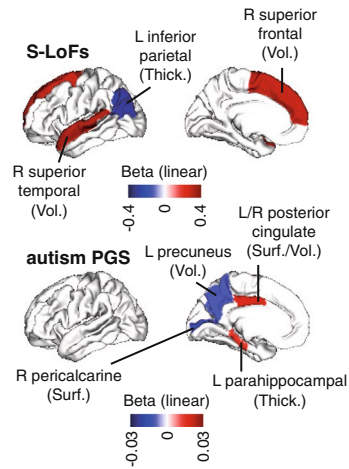 S-LoFs
L inferior
parietal
(Thick.)
R superior
frontal
(Vol.)
R superior
temporal
(Vol.)
Beta (linear)
-0.4
0
0.4
autism PGS
L precuneus
(Vol.)
L/R posterior
cingulate
(Surf./Vol.)
R pericalcarine
(Surf.)
L parahippocampal
(Thick.)
Beta (linear)
-0.03
0
0.03